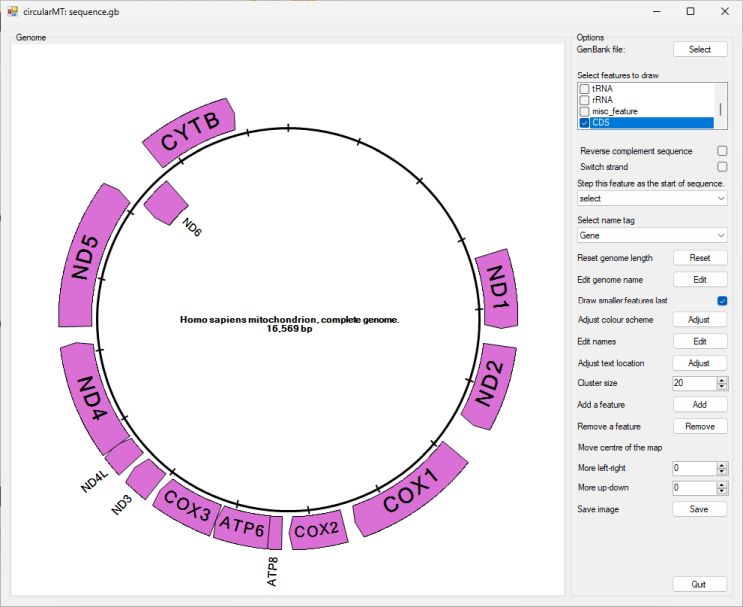 circularMT: sequence.gb
Genome
CYTB
ND6
ND5
ND1
ND2
Homo sapiens mitochondrion, complete genome.
16,569 bp
ND4
ND4L
ND3
COX3
ATP6
ATP8
COX2
COX1
Options
GenBank file:
Select
Select features to draw
tRNA
rRNA
misc_feature
CDS
Reverse complement sequence
Switch strand
Step this feature as the start of sequence.
select
Select name tag
Gene
Reset genome length
Reset
Edit genome name
Edit
Draw smaller features last
Adjust colour scheme
Adjust
Edit names
Edit
Adjust text location
Adjust
Cluster size
20
Add a feature
Add
Remove a feature
Remove
Move centre of the map
More left-right
0
More up-down
0
Save image
Save
Quit